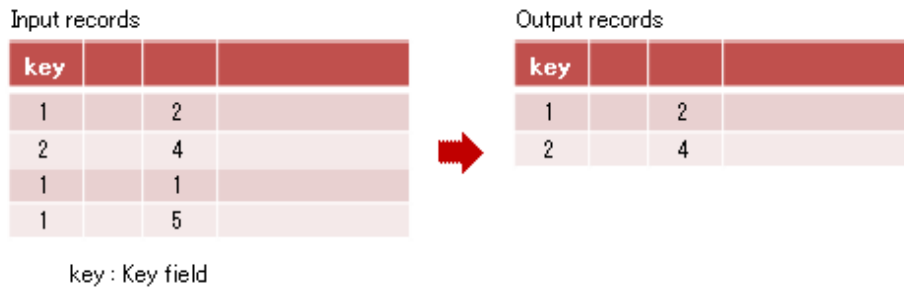 Input records
key
1 2
2 4
1 1
1 5
key : Key field
Output records
key
1 2
2 4